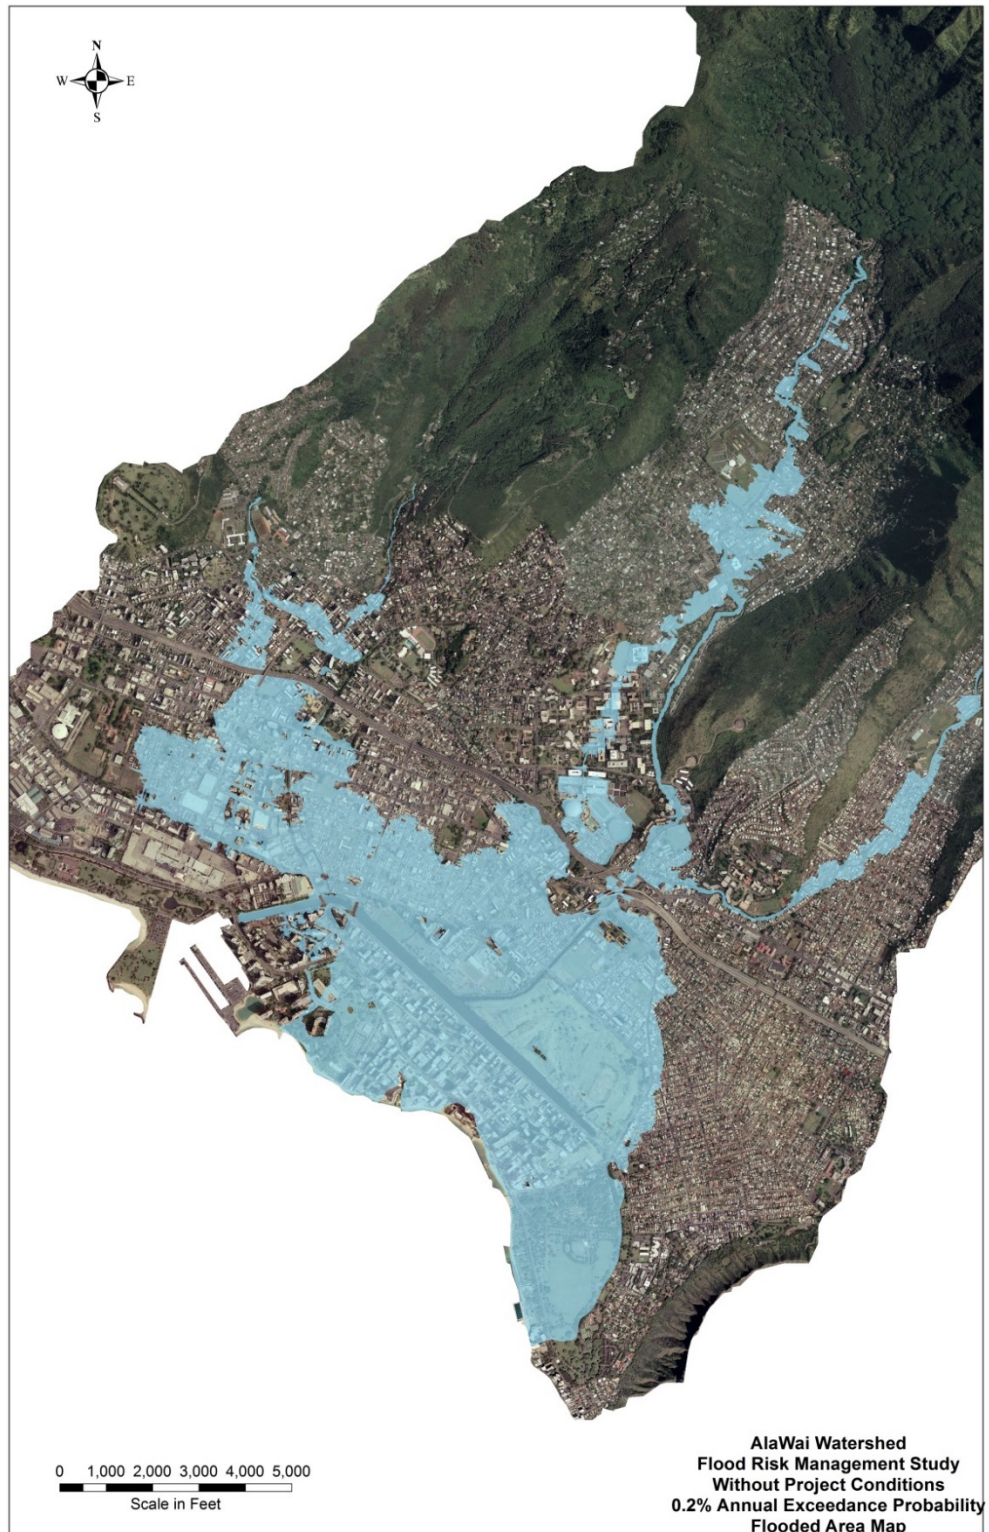 N
W E
S
0 1,000 2,000 3,000 4,000 5,000
Scale in Feet
AlaWai Watershed
Flood Risk Management Study
Without Project Conditions
0.2% Annual Exceedance Probability
Flooded Area Map